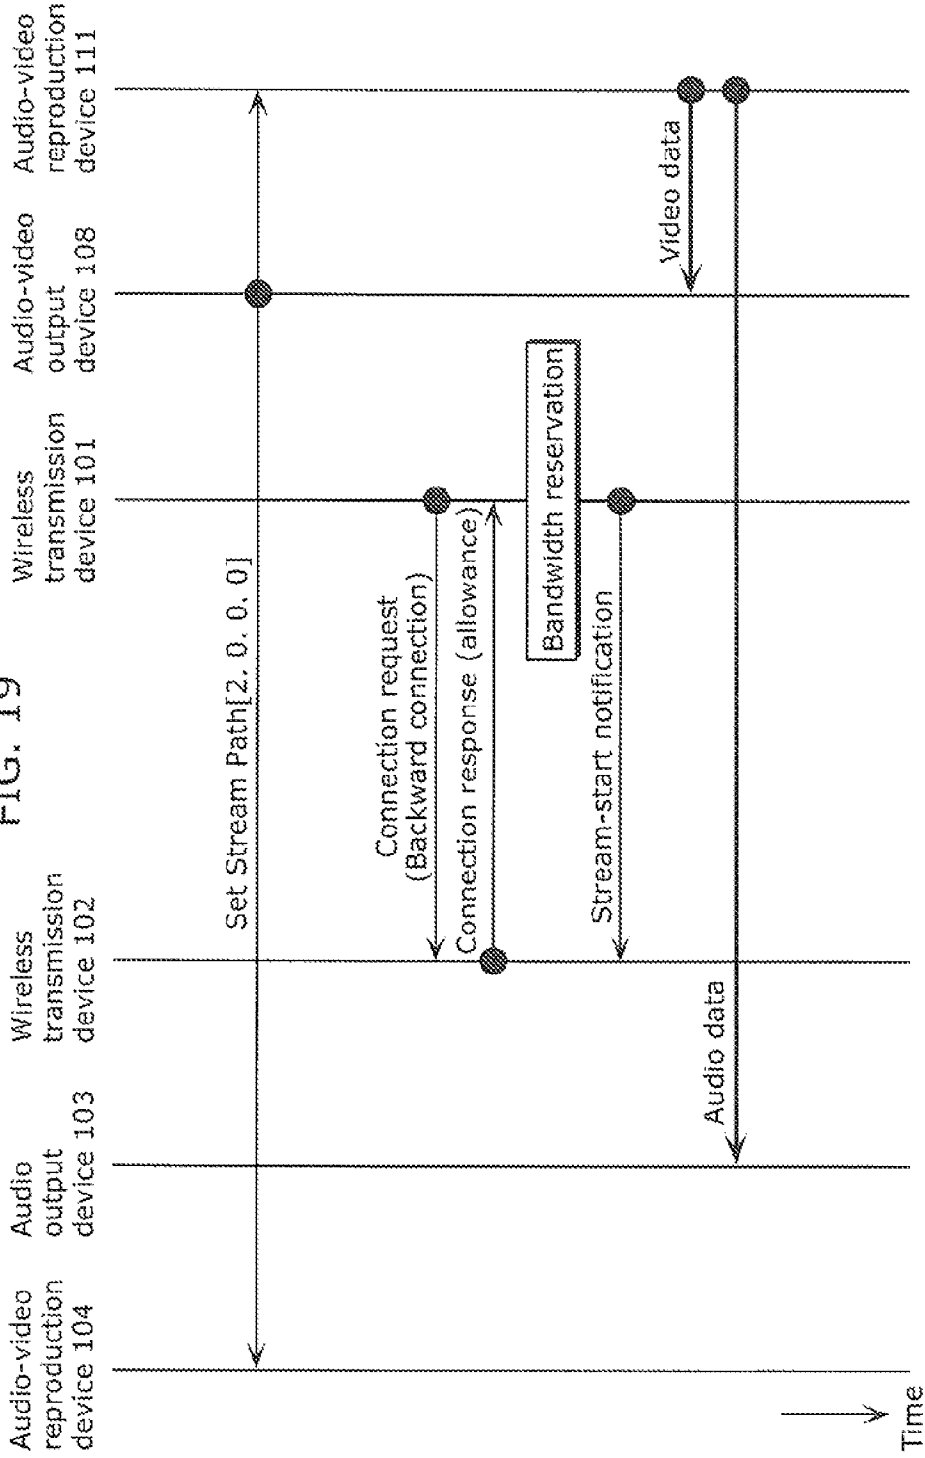 FIG. 19
Audio-video
reproduction
device 104
Audio
output
device 103
Wireless
transmission
device 102
Wireless
transmission
device 101
Audio-video
output
device 108
Audio-video
reproduction
device 111
Set Stream Path[2. 0. 0. 0]
Connection request
(Backward connection)
Connection response (allowance)
Bandwidth reservation
Stream-start notification
Video data
Audio data
Time